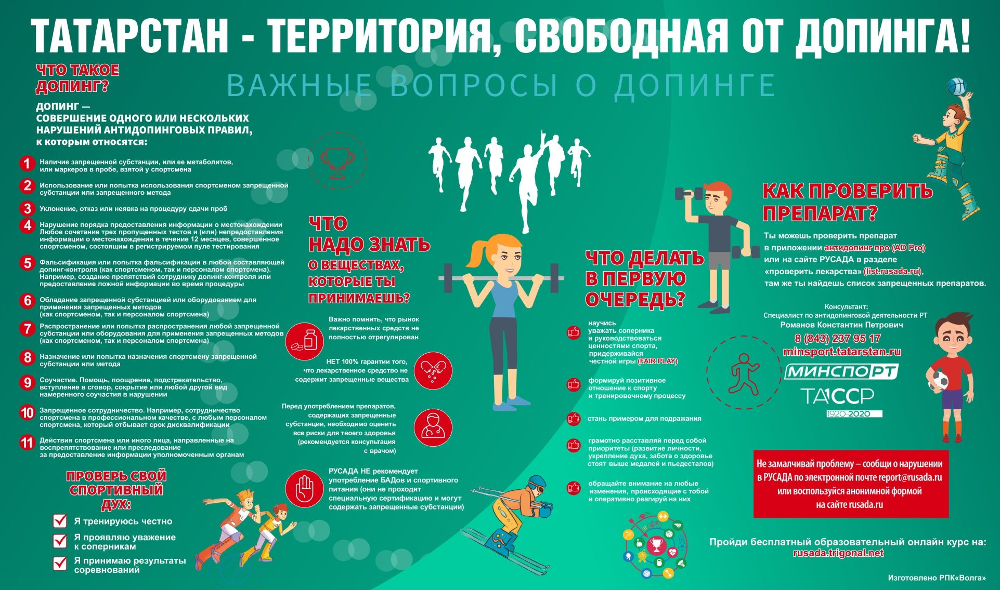 ТАТАРСТАН - ТЕРРИТОРИЯ, СВОБОДНАЯ ОТ ДОПИНГА!
ВАЖНЫЕ ВОПРОСЫ О ДОПИНГЕ
ЧТО ТАКОЕ
ДОПИНГ?
ДОПИНГ —
СОВЕРШЕНИЕ ОДНОГО ИЛИ НЕСКОЛЬКИХ
НАРУШЕНИЙ АНТИДОПИНГОВЫХ ПРАВИЛ,
к которым относятся:
1 Наличие запрещенной субстанции, или ее метаболитов,
или маркеров в пробе, взятой у спортсмена
2 Использование или попытка использования спортсменом запрещенной
субстанции или запрещенного метода
3 Уклонение, отказ или неявка на процедуру сдачи проб
4 Нарушение порядка предоставления информации о местонахождении
Любое сочетание трех пропущенных тестов и (или) непредоставления
информации о местонахождении в течение 12 месяцев, совершенное
спортсменом, состоящим в регистрируемом пуле тестирования
5 Фальсификация или попытка фальсификации в любой составляющей
допинг-контроля (как спортсменом, так и персоналом спортсмена).
Например, создание препятствий сотруднику допинг-контроля или
предоставление ложной информации во время процедуры
6 Обладание запрещенной субстанцией или оборудованием для
применения запрещенных методов
(как спортсменом, так и персоналом спортсмена)
7 Распространение или попытка распространения любой запрещенной
субстанции или оборудования для применения запрещенных методов
(как спортсменом, так и персоналом спортсмена)
8 Назначение или попытка назначения спортсмену запрещенной
субстанции или метода
9 Соучастие. Помощь, поощрение, подстрекательство,
вступление в сговор, сокрытие или любой другой вид
намеренного соучастия в нарушении
10 Запрещенное сотрудничество. Например, сотрудничество
спортсмена в профессиональном качестве, с любым персоналом
спортсмена, который отбывает срок дисквалификации
11 Действия спортсмена или иного лица, направленные на
воспрепятствование или преследование
за предоставление информации уполномоченным органам
ПРОВЕРЬ СВОЙ
СПОРТИВНЫЙ
ДУХ:
Я тренируюсь честно
Я проявляю уважение
к соперникам
Я принимаю результаты
соревнований
ЧТО
НАДО ЗНАТЬ
О ВЕЩЕСТВАХ,
КОТОРЫЕ ТЫ
ПРИНИМАЕШЬ?
Важно помнить, что рынок
лекарственных средств не
полностью отрегулирован
НЕТ 100% гарантии того,
что лекарственное средство не
содержит запрещенные вещества
Перед употреблением препаратов,
содержащих запрещенные
субстанции, необходимо оценить
все риски для твоего здоровья
(рекомендуется консультация
с врачом)
РУСАДА НЕ рекомендует
употребление БАДов и спортивного
питания (они не проходят
специальную сертификацию и могут
содержать запрещенные субстанции)
ЧТО ДЕЛАТЬ
В ПЕРВУЮ
ОЧЕРЕДЬ?
научись
уважать соперника
и руководствоваться
ценностями спорта,
придерживайся
честной игры (FAIR PLAY)
формируй позитивное
отношение к спорту
и тренировочному процессу
стань примером для подражания
грамотно расставляй перед собой
приоритеты (развитие личности,
укрепление духа, забота о здоровье
стоят выше медалей и пьедесталов)
обращайте внимание на любые
изменения, происходящие с тобой
и оперативно реагируй на них
КАК ПРОВЕРИТЬ
ПРЕПАРАТ?
Ты можешь проверить препарат
в приложении антидопинг про (AD Pro)
или на сайте РУСАДА в разделе
«проверить лекарства» (list.rusada.ru),
там же ты найдешь список запрещенных препаратов.
Консультант:
Специалист по антидопинговой деятельности РТ
Романов Константин Петрович
8 (843) 237 95 17
minsport.tatarstan.ru
МИНСПОРТ
ТАССР
1920-2020
Не замалчивай проблему – сообщи о нарушении
в РУСАДА по электронной почте report@rusada.ru
или воспользуйся анонимной формой
на сайте rusada.ru
Пройди бесплатный образовательный онлайн курс на:
rusada.trigonal.net
Изготовлено РПК«Волга»